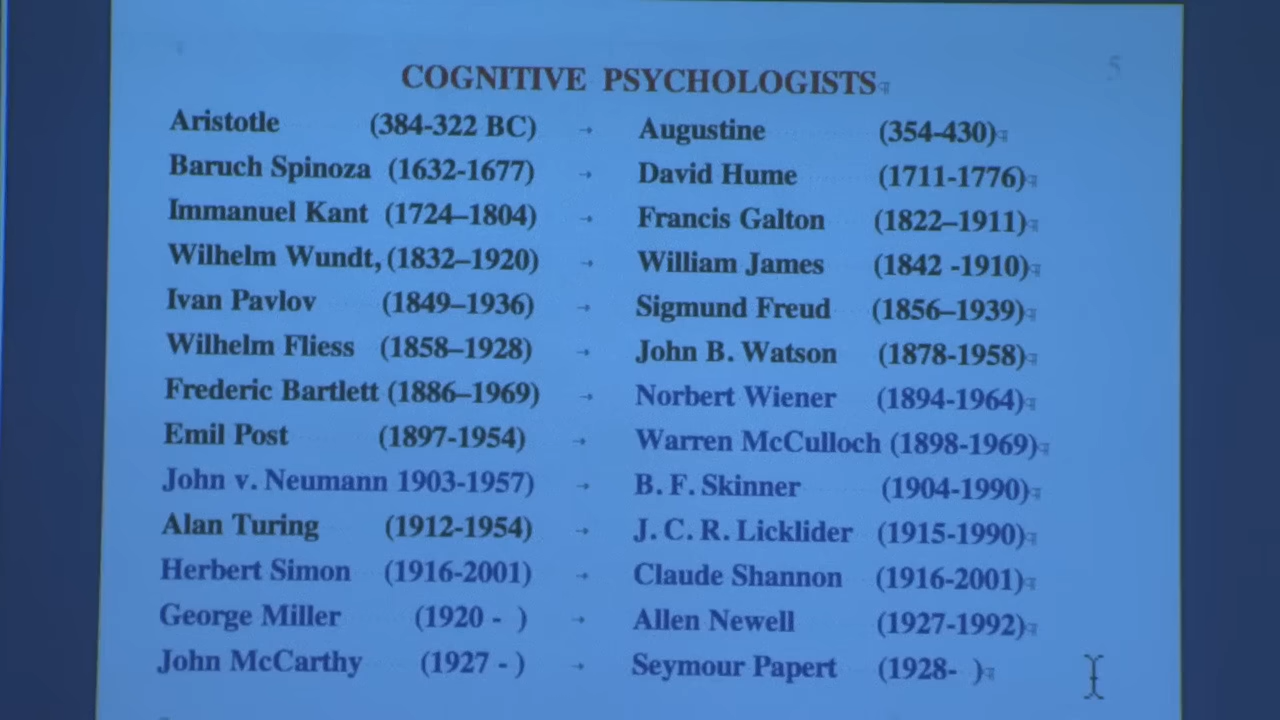 5
COGNITIVE PSYCHOLOGISTS
Aristotle (384-322 BC) → Augustine (354-430)
Baruch Spinoza (1632-1677) → David Hume (1711-1776)
Immanuel Kant (1724–1804) → Francis Galton (1822–1911)
Wilhelm Wundt, (1832–1920) → William James (1842 -1910)
Ivan Pavlov (1849–1936) → Sigmund Freud (1856–1939)
Wilhelm Fliess (1858–1928) → John B. Watson (1878-1958)
Frederic Bartlett (1886–1969) → Norbert Wiener (1894-1964)
Emil Post (1897-1954) → Warren McCulloch (1898-1969)
John v. Neumann 1903-1957) → B. F. Skinner (1904-1990)
Alan Turing (1912-1954) → J. C. R. Licklider (1915-1990)
Herbert Simon (1916-2001) → Claude Shannon (1916-2001)
George Miller (1920 - ) → Allen Newell (1927-1992)
John McCarthy (1927 - ) → Seymour Papert (1928- )